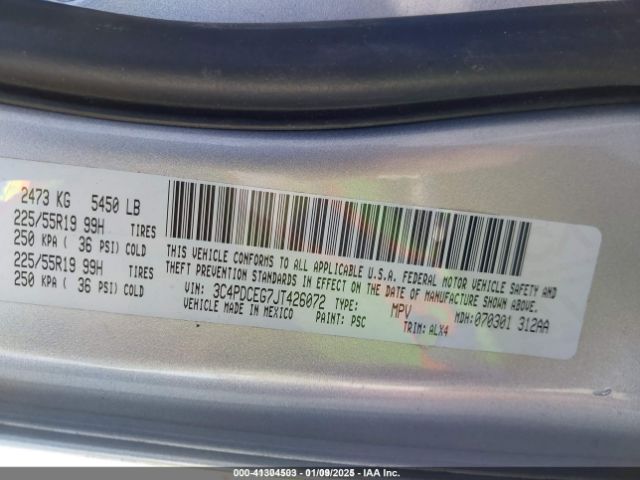 2473 KG 5450 LB
225/55R19 99H TIRES
250 KPA ( 36 PSI) COLD
225/55R19 99H TIRES
250 KPA ( 36 PSI) COLD
THIS VEHICLE CONFORMS TO ALL APPLICABLE U.S.A. FEDERAL MOTOR VEHICLE SAFETY AND
THEFT PREVENTION STANDARDS IN EFFECT ON THE DATE OF MANUFACTURE SHOWN ABOVE.
VIN: 3C4PDCEG7JT426072 TYPE: MPV MDH:070301 312AA
VEHICLE MADE IN MEXICO PAINT: PSC TRIM: ALX4
000-41304503 - 01/09/2025 - IAA Inc.